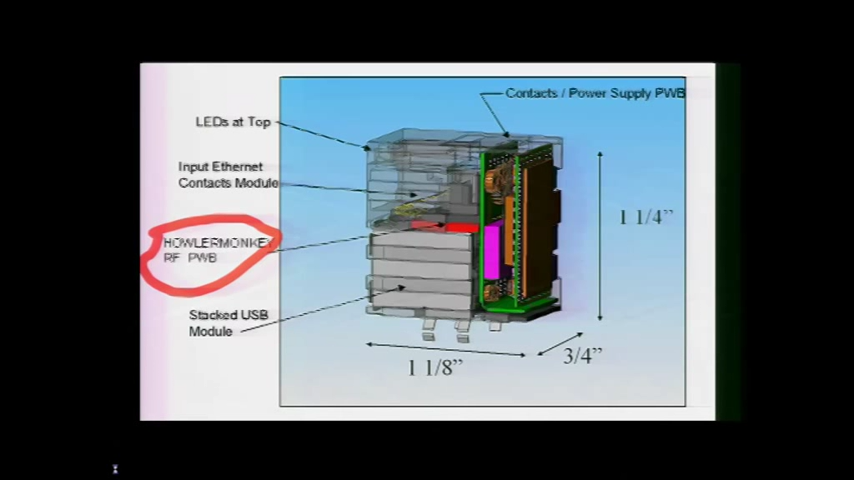 Contacts / Power Supply PWB
LEDs at Top
Input Ethernet
Contacts Module
HOWLERMONKEY
RF PWB
Stacked USB
Module
1 1/4”
3/4”
1 1/8”